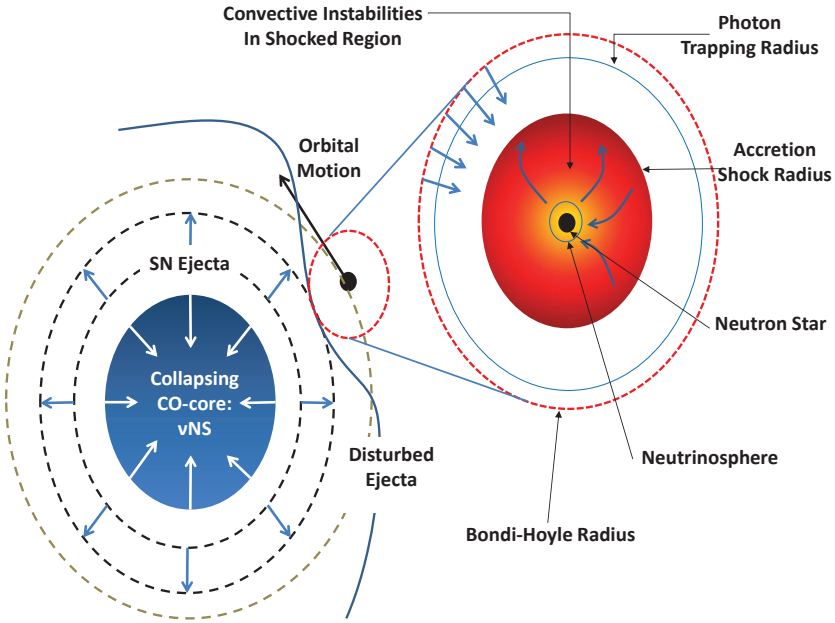 Convective Instabilities
In Shocked Region
Photon
Trapping Radius
Orbital
Motion
Accretion
Shock Radius
SN Ejecta
Neutron Star
Collapsing
CO-core:
νNS
Disturbed
Ejecta
Neutrinosphere
Bondi-Hoyle Radius